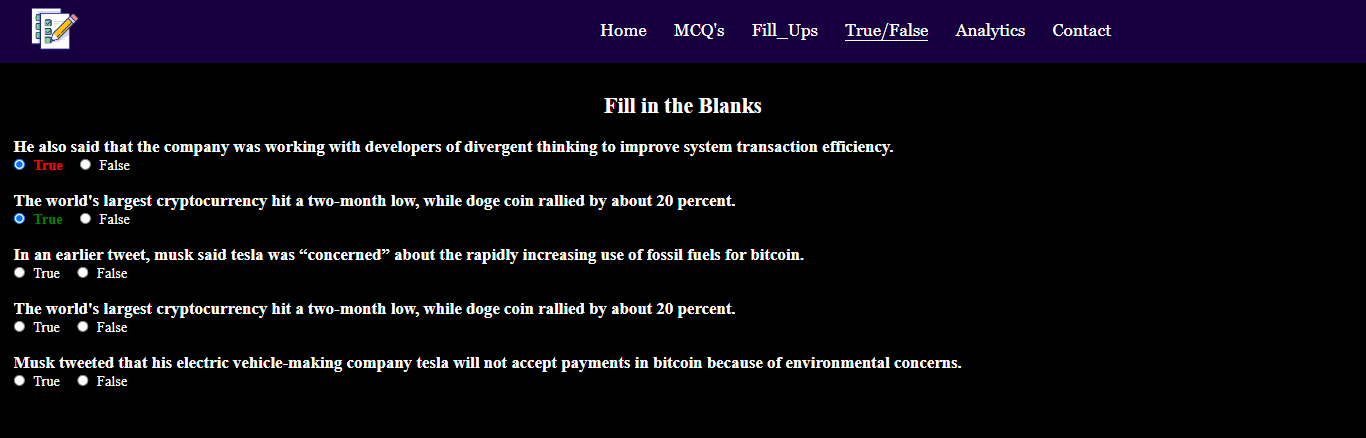 Home MCQ's Fill_Ups True/False Analytics Contact
Fill in the Blanks
He also said that the company was working with developers of divergent thinking to improve system transaction efficiency.
True False
The world's largest cryptocurrency hit a two-month low, while doge coin rallied by about 20 percent.
True False
In an earlier tweet, musk said tesla was “concerned” about the rapidly increasing use of fossil fuels for bitcoin.
True False
The world's largest cryptocurrency hit a two-month low, while doge coin rallied by about 20 percent.
True False
Musk tweeted that his electric vehicle-making company tesla will not accept payments in bitcoin because of environmental concerns.
True False